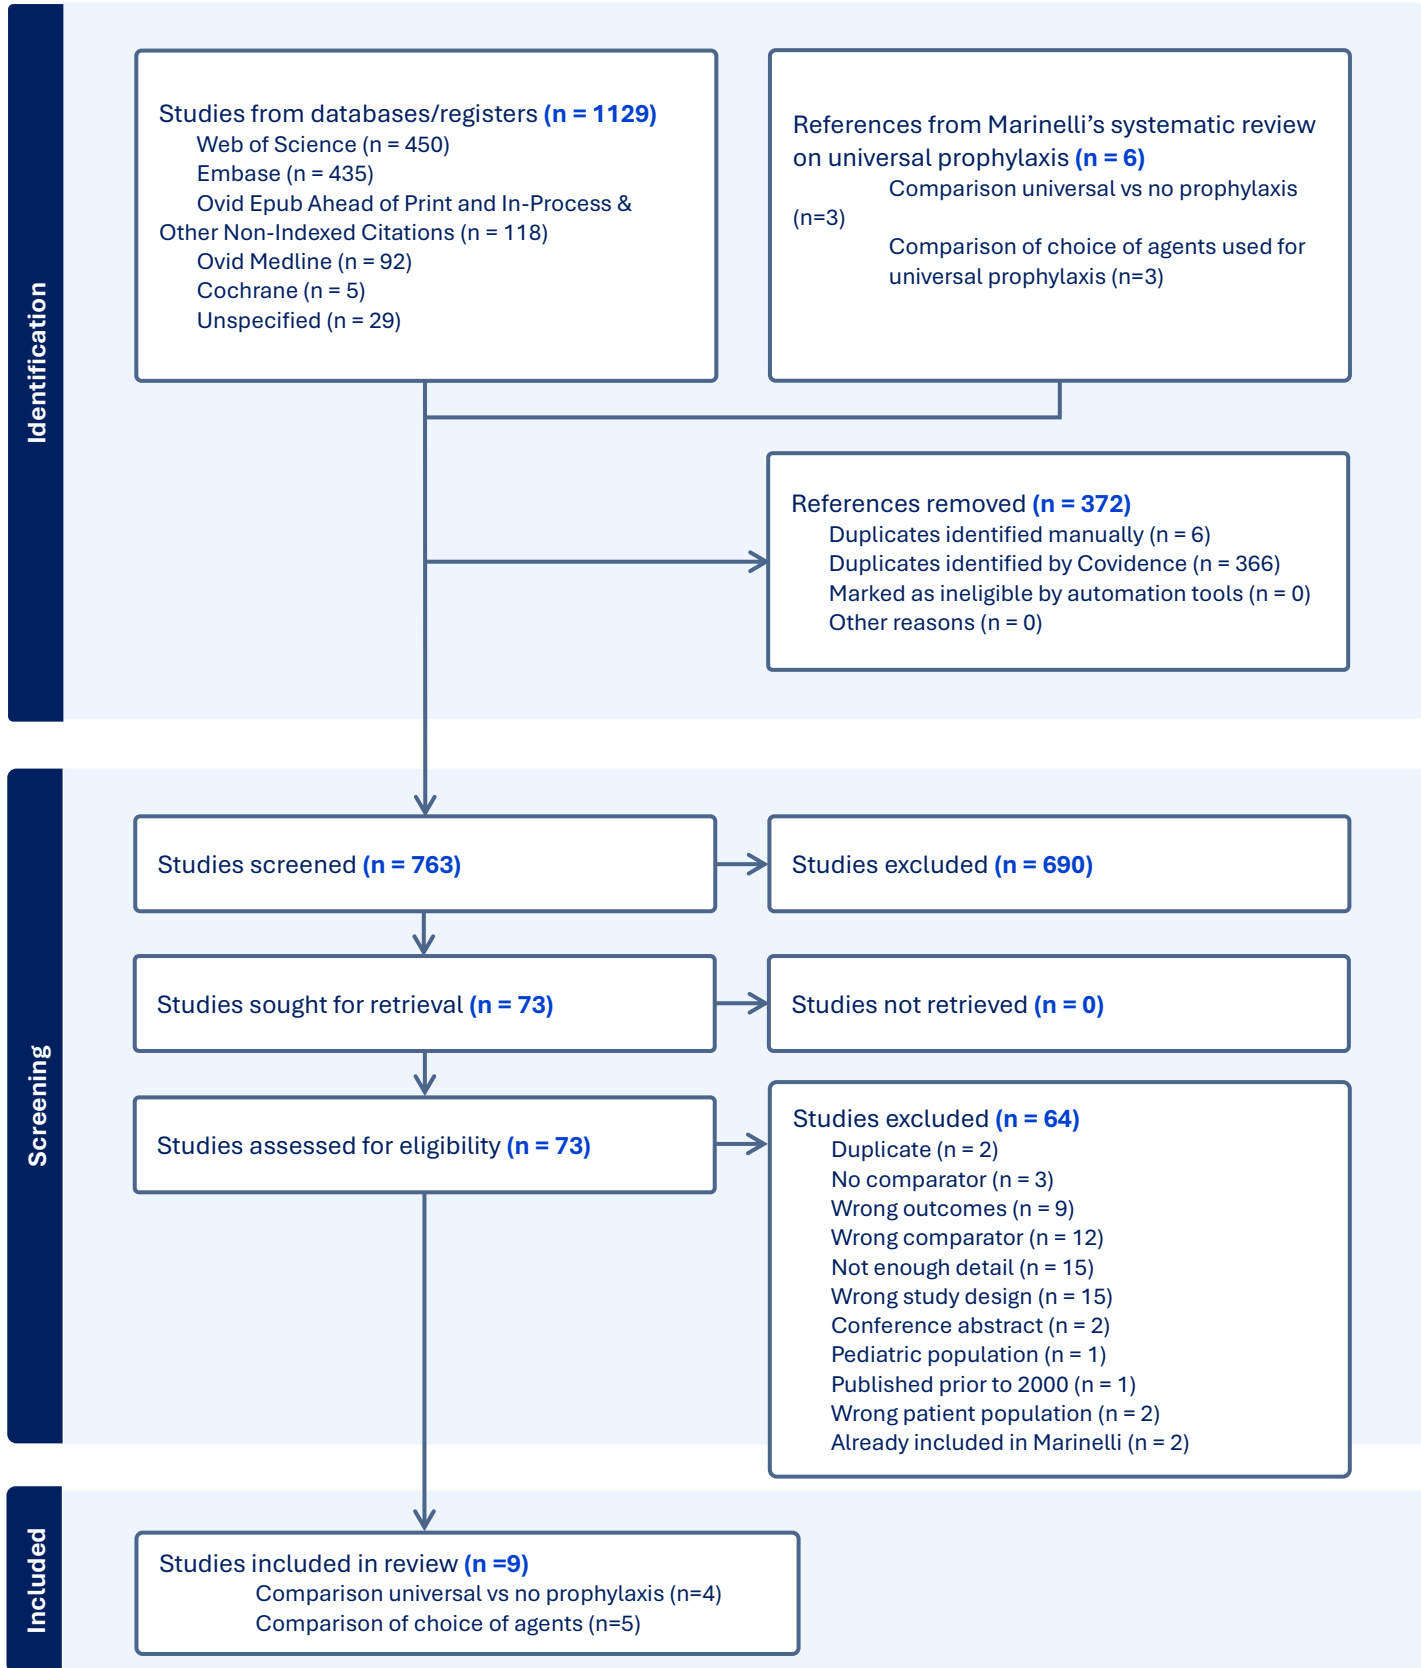 Identification
Studies from databases/registers (n = 1129)
Web of Science (n = 450)
Embase (n = 435)
Ovid Epub Ahead of Print and In-Process &
Other Non-Indexed Citations (n = 118)
Ovid Medline (n = 92)
Cochrane (n = 5)
Unspecified (n = 29)
References from Marinelli’s systematic review
on universal prophylaxis (n = 6)
Comparison universal vs no prophylaxis
(n=3)
Comparison of choice of agents used for
universal prophylaxis (n=3)
References removed (n = 372)
Duplicates identified manually (n = 6)
Duplicates identified by Covidence (n = 366)
Marked as ineligible by automation tools (n = 0)
Other reasons (n = 0)
Screening
Studies screened (n = 763)
Studies excluded (n = 690)
Studies sought for retrieval (n = 73)
Studies not retrieved (n = 0)
Studies assessed for eligibility (n = 73)
Studies excluded (n = 64)
Duplicate (n = 2)
No comparator (n = 3)
Wrong outcomes (n = 9)
Wrong comparator (n = 12)
Not enough detail (n = 15)
Wrong study design (n = 15)
Conference abstract (n = 2)
Pediatric population (n = 1)
Published prior to 2000 (n = 1)
Wrong patient population (n = 2)
Already included in Marinelli (n = 2)
Included
Studies included in review (n =9)
Comparison universal vs no prophylaxis (n=4)
Comparison of choice of agents (n=5)